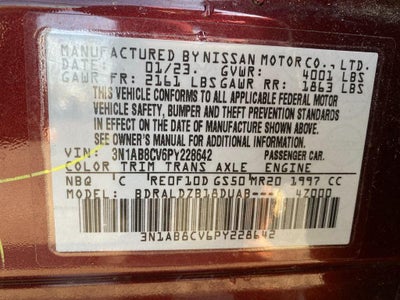 MANUFACTURED BY NISSAN MOTOR CO., LTD.
DATE: 01/23. GVWR: 4001 LBS
GAWR FR: 2161 LBS GAWR RR: 1863 LBS
THIS VEHICLE CONFORMS TO ALL APPLICABLE FEDERAL MOTOR
VEHICLE SAFETY, BUMPER AND THEFT PREVENTION STANDARDS
IN EFFECT ON THE DATE OF MANUFACTURE SHOWN ABOVE.
SEE OWNER'S MANUAL FOR ADDITIONAL INFORMATION.
VIN: 3N1AB8CV6PY228642 PASSENGER CAR.
COLOR TRIM TRANS AXLE ENGINE
NBQ C RE0F10D GS50 MR20 1997 CC
MODEL: BDRALDZB18DUAB---- 47000
3N1AB8CV6PY228642